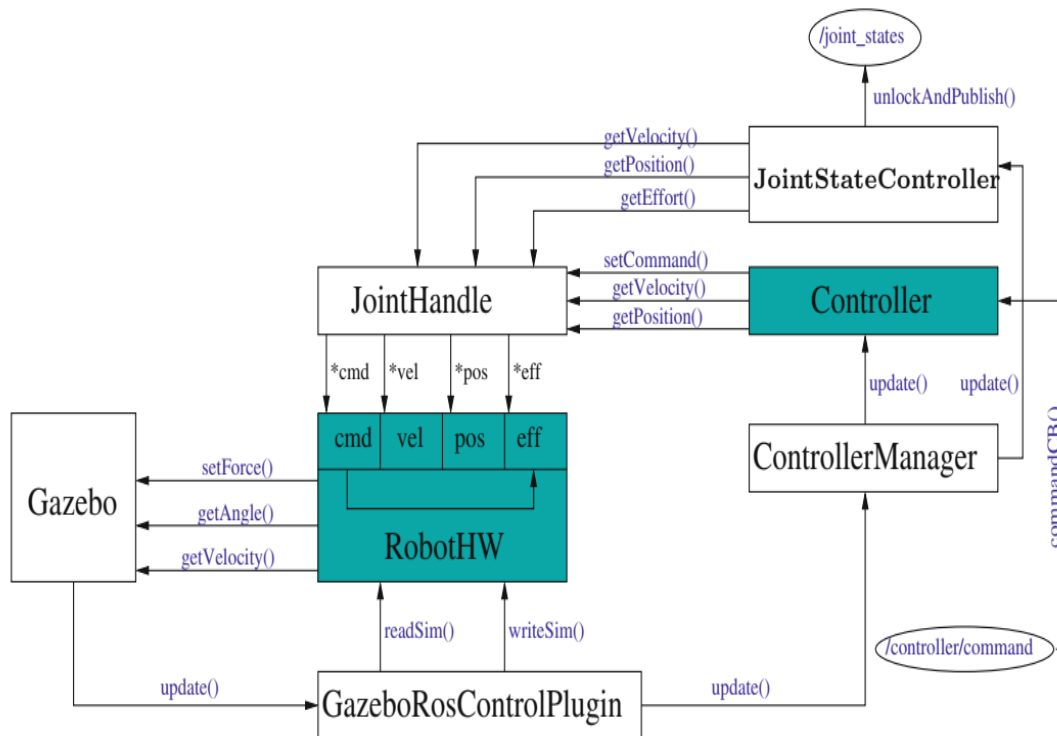 /joint_states
unlockAndPublish()
getVelocity()
getPosition()
JointStateController
getEffort()
setCommand()
JointHandle
getVelocity()
Controller
getPosition()
*cmd
*vel
*pos
*eff
update()
update()
cmd
vel
pos
eff
ControllerManager
commandCB()
setForce()
Gazebo
getAngle()
RobotHW
getVelocity()
readSim()
writeSim()
/controller/command
update()
GazeboRosControlPlugin
update()